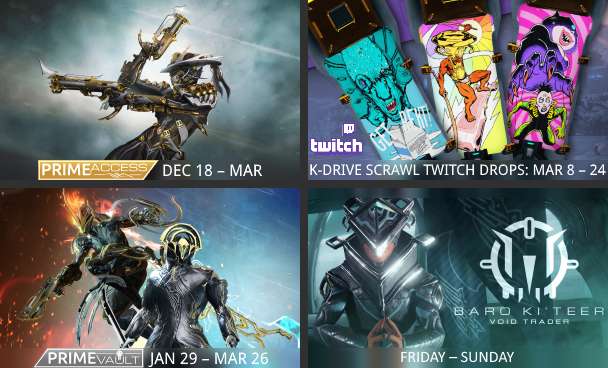 PRIMEACCESS DEC 18 – MAR
twitch
K-DRIVE SCRAWL TWITCH DROPS: MAR 8 – 24
PRIMEVAULT JAN 29 – MAR 26
BARO KI'TEER
VOID TRADER
FRIDAY – SUNDAY